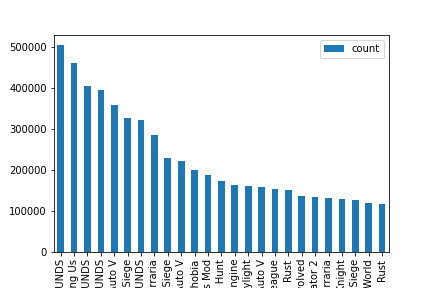 500000
count
400000
300000
200000
100000
0
UNDS
ng Us
UNDS
UNDS
uto V
Siege
UNDS
rraria
Siege
uto V
hobia
s Mod
Hunt
ngine
ylight
uto V
eague
Rust
olved
ator 2
rraria
Knight
Siege
World
Rust